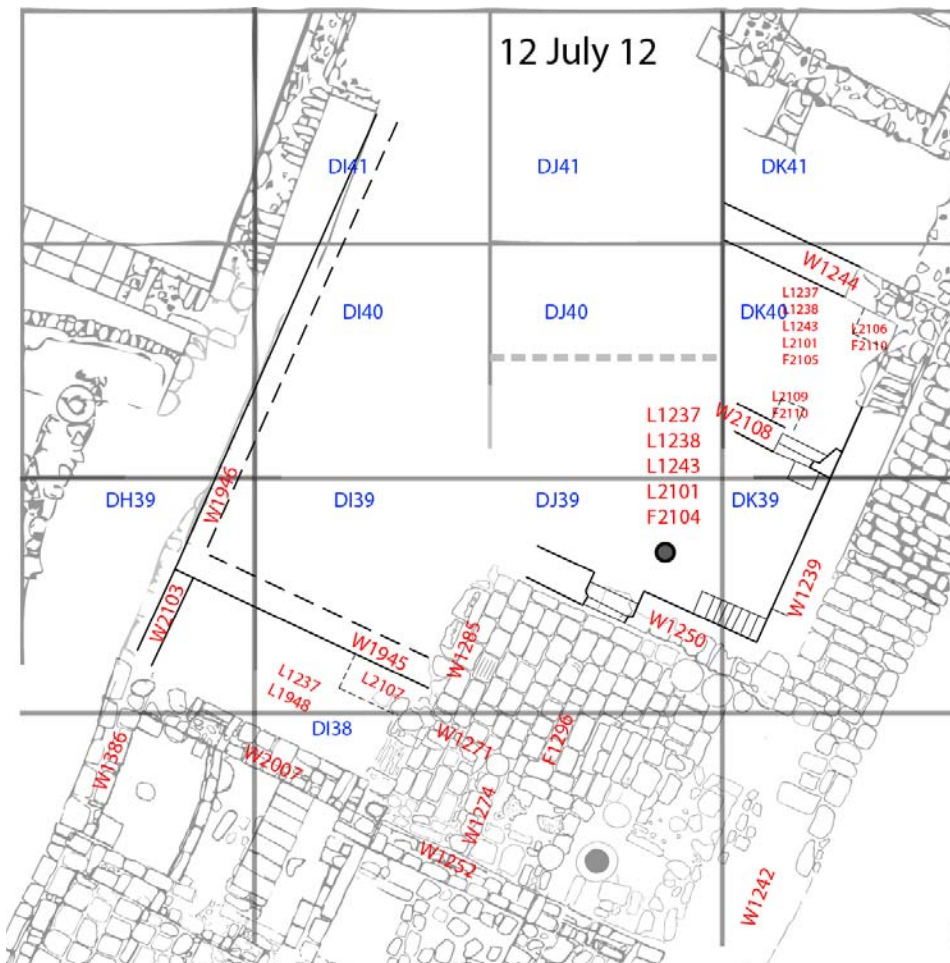 12 July 12
DI41
DJ41
DK41
W1244
DI40
DJ40
DK40
L1237
L1238
L1243
L2101
F2105
L2106
F2110
L2109
F2110
W2108
L1237
L1238
L1243
L2101
F2104
DH39
W1946
DI39
DJ39
DK39
W1239
W2103
W1945
W1285
W1250
L1237
L1948
L2107
DI38
W1386
W2007
W1271
F1296
W1274
W1252
W1242